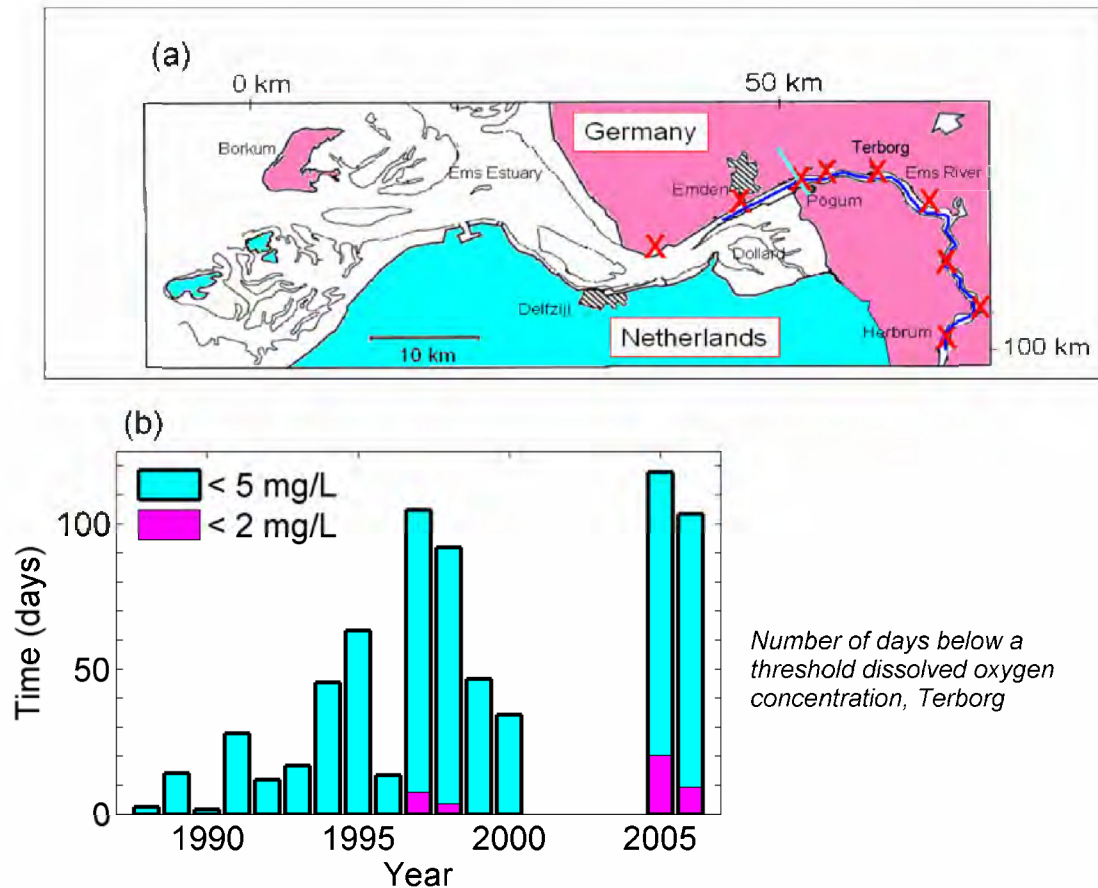 (a)
0 km
50 km
Germany
Borkum
Terborg
Ems Estuary
Ems River
Emden
Pogum
Dollard
Delfzijl
Herbrum
Netherlands
10 km
100 km
(b)
< 5 mg/L
< 2 mg/L
100
50
0
Time (days)
1990
1995
2000
2005
Year
Number of days below a
threshold dissolved oxygen
concentration, Terborg